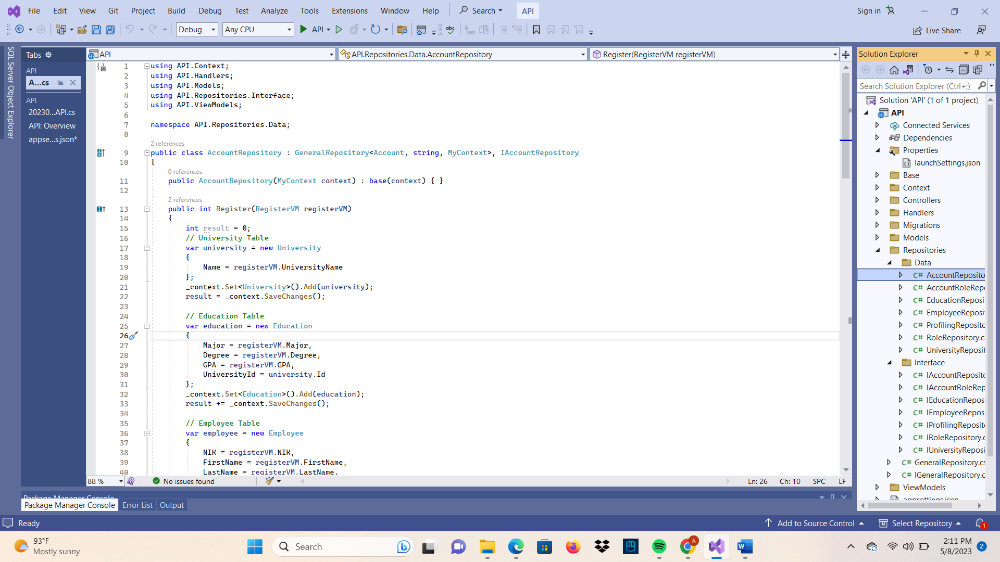 File Edit View Git Project Build Debug Test Analyze Tools Extensions Window Help Search API Sign in
Debug Any CPU API abc Live Share
SQL Server Object Explorer
Tabs
API
A...cs
API
20230...API.cs
API: Overview
appse...s.json*
API API.Repositories.Data.AccountRepository Register(RegisterVM registerVM)
1 using API.Context;
2 using API.Handlers;
3 using API.Models;
4 using API.Repositories.Interface;
5 using API.ViewModels;
6
7 namespace API.Repositories.Data;
8
2 references
9 public class AccountRepository : GeneralRepository<Account, string, MyContext>, IAccountRepository
10 {
0 references
11 public AccountRepository(MyContext context) : base(context) { }
12
2 references
13 public int Register(RegisterVM registerVM)
14 {
15 int result = 0;
16 // University Table
17 var university = new University
18 {
19 Name = registerVM.UniversityName
20 };
21 _context.Set<University>().Add(university);
22 result = _context.SaveChanges();
23
24 // Education Table
25 var education = new Education
26 {
27 Major = registerVM.Major,
28 Degree = registerVM.Degree,
29 GPA = registerVM.GPA,
30 UniversityId = university.Id
31 };
32 _context.Set<Education>().Add(education);
33 result += _context.SaveChanges();
34
35 // Employee Table
36 var employee = new Employee
37 {
38 NIK = registerVM.NIK,
39 FirstName = registerVM.FirstName,
40 LastName = registerVM.LastName,
88 % No issues found Ln: 26 Ch: 10 SPC LF
Package Manager Console
Package Manager Console Error List Output
Solution Explorer
Search Solution Explorer (Ctrl+;)
Solution 'API' (1 of 1 project)
API
Connected Services
Dependencies
Properties
launchSettings.json
Base
Context
Controllers
Handlers
Migrations
Models
Repositories
Data
C# AccountReposito
C# AccountRoleRep
C# EducationReposi
C# EmployeeReposi
C# ProfilingReposito
C# RoleRepository.c
C# UniversityReposit
Interface
C# IAccountReposito
C# IAccountRoleRep
C# IEducationRepos
C# IEmployeeRepos
C# IProfilingReposit
C# IRoleRepository.c
C# IUniversityReposi
C# GeneralRepository.cs
C# IGeneralRepository.c
ViewModels
appsettings.json
Ready Add to Source Control Select Repository 1
93°F
Mostly sunny
Search
A
2:11 PM
5/8/2023
2